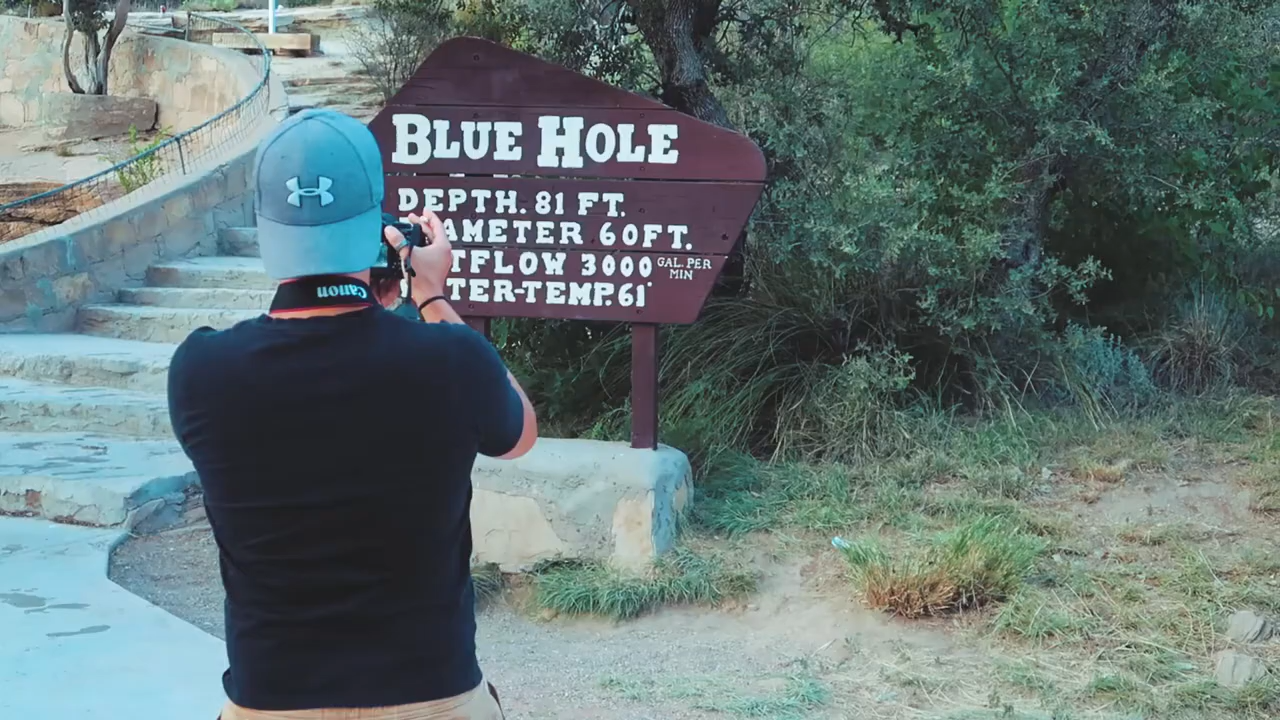 BLUE HOLE
DEPTH. 81 FT.
AMETER 60FT.
TFLOW 3000 GAL. PER MIN
TER-TEMP. 61°
Canon